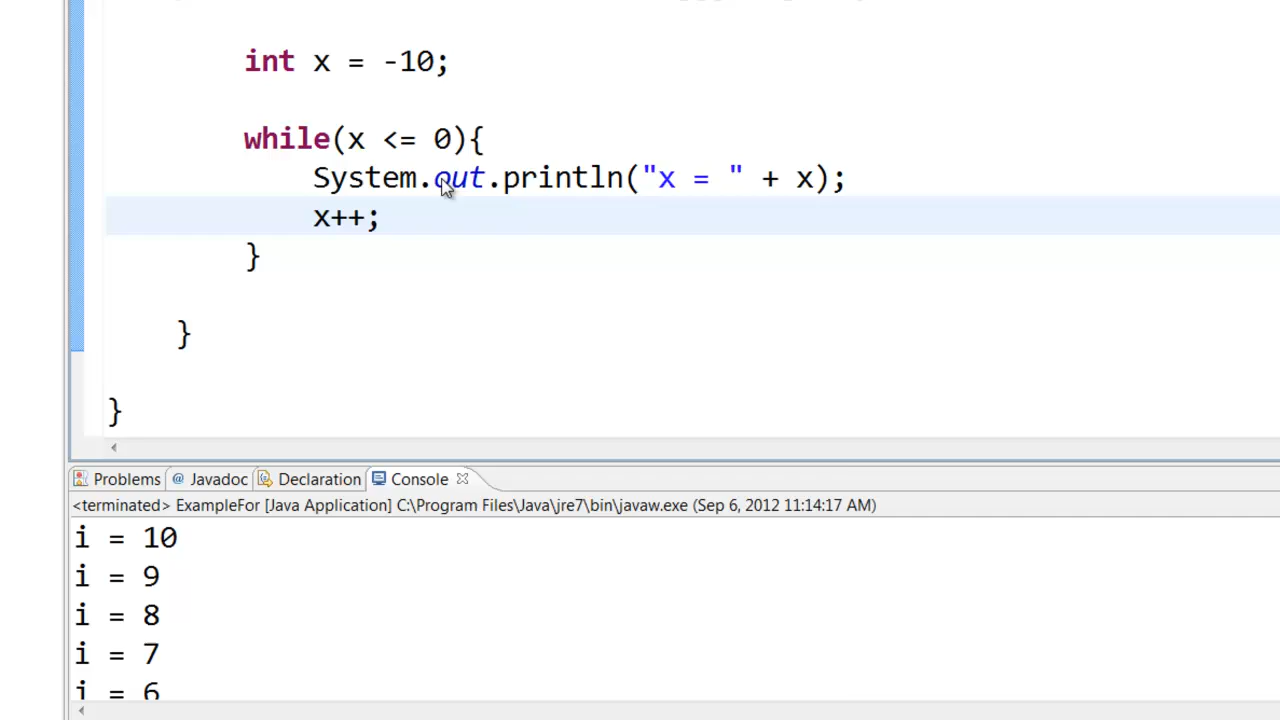 int x = -10;
while(x <= 0){
System.out.println("x = " + x);
x++;
}
}
}
Problems @ Javadoc Declaration Console
<terminated> ExampleFor [Java Application] C:\Program Files\Java\jre7\bin\javaw.exe (Sep 6, 2012 11:14:17 AM)
i = 10
i = 9
i = 8
i = 7
i = 6